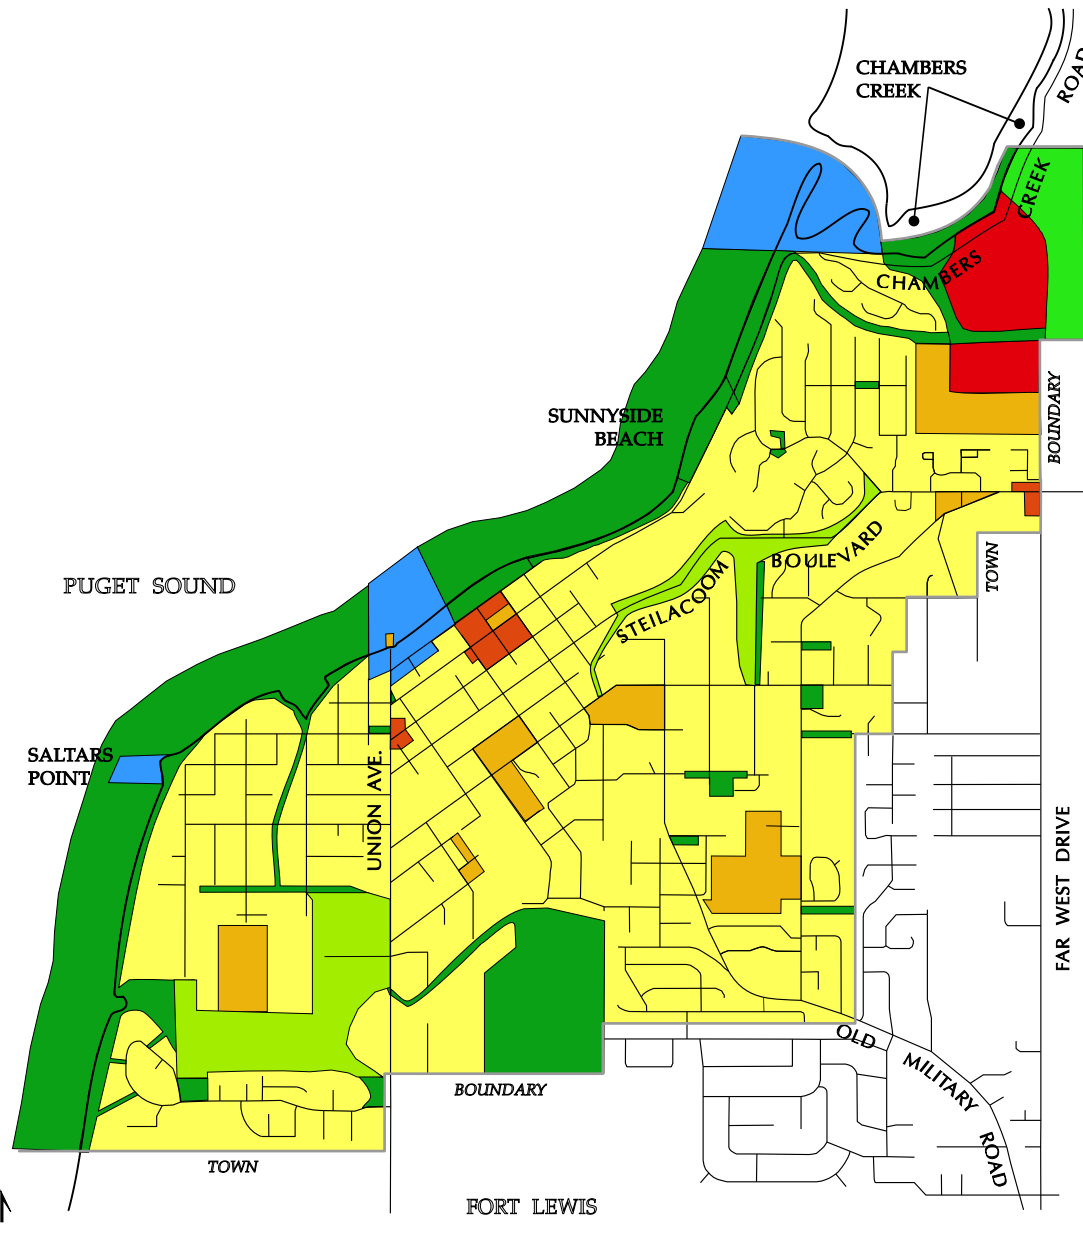 CHAMBERS
CREEK
ROAD
CREEK
CHAMBERS
BOUNDARY
SUNNYSIDE
BEACH
BOULEVARD
TOWN
PUGET SOUND
STEILACOOM
SALTARS
POINT
UNION AVE.
FAR WEST DRIVE
OLD
MILITARY
ROAD
BOUNDARY
TOWN
FORT LEWIS